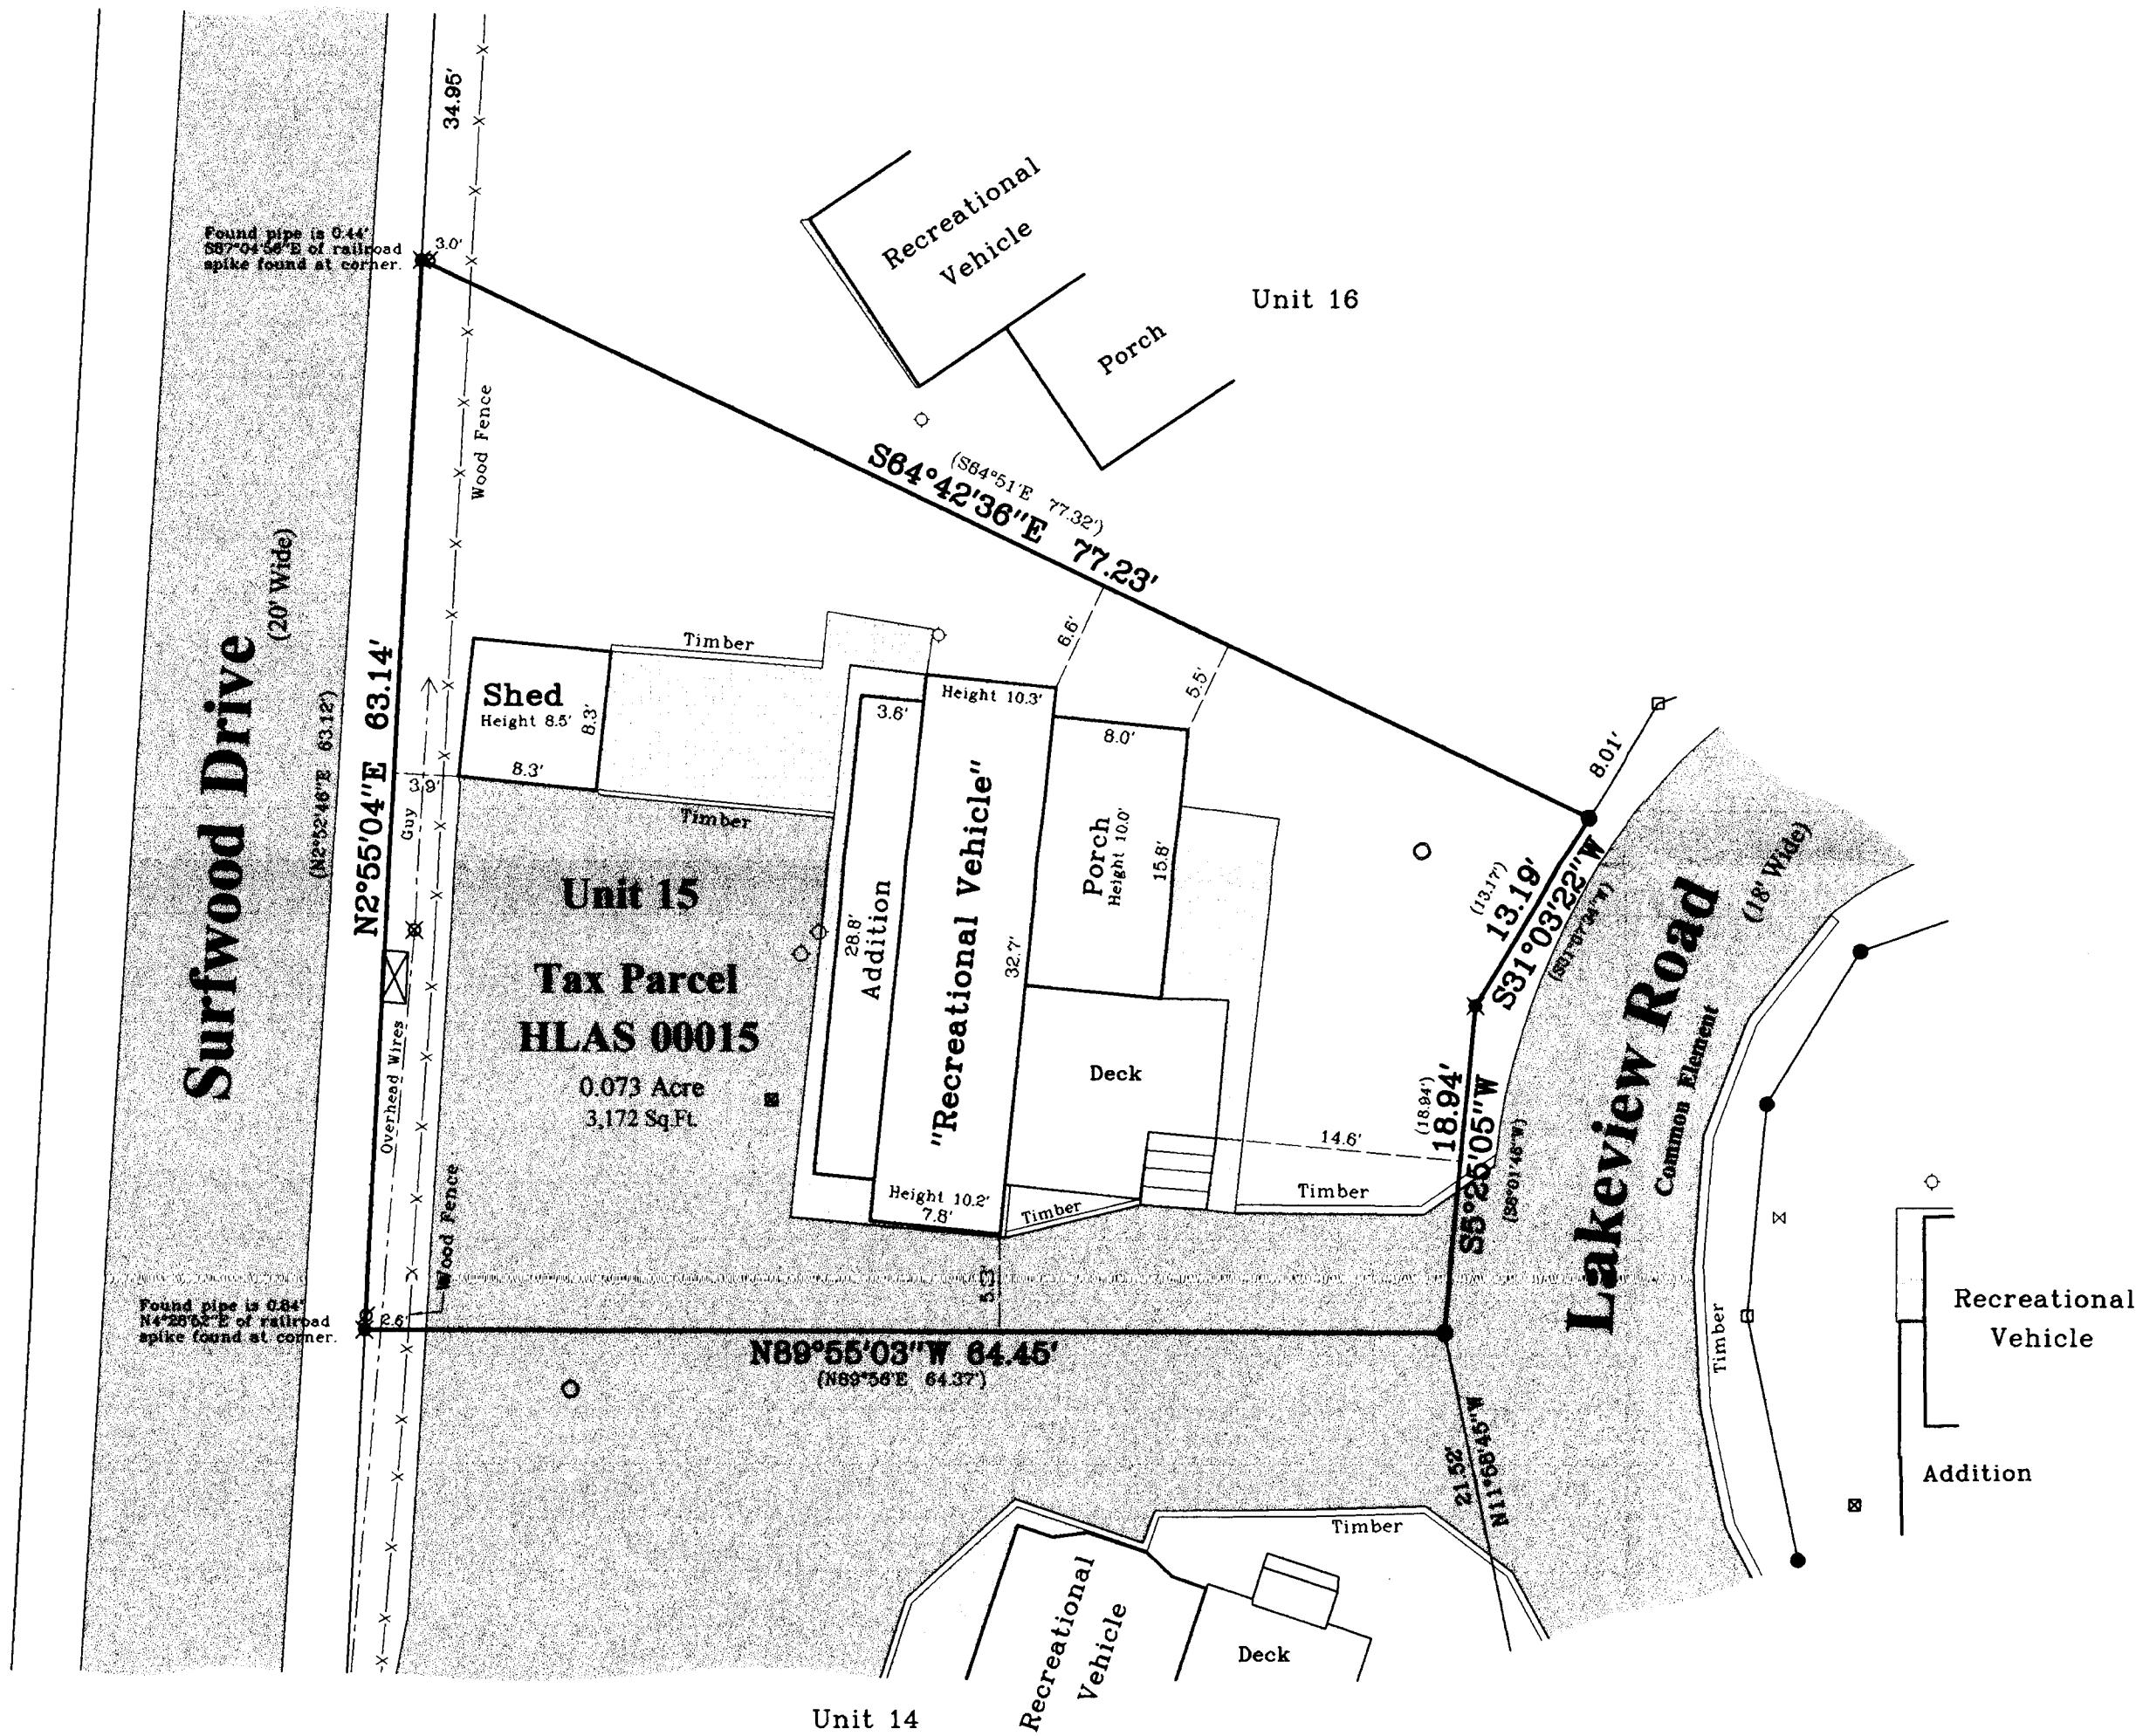 34.95'
Found pipe is 0.44'
S87°04'56"E of railroad
spike found at corner.
3.0'
Recreational
Vehicle
Porch
Unit 16
Wood Fence
(S64°51'E 77.32')
S64°42'36"E 77.23'
6.6'
5.5'
8.01'
Surfwood Drive
(20' Wide)
(N2°52'46"E 63.12')
N2°55'04"E 63.14'
Shed
Height 8.5'
8.3'
8.3'
3.9'
Guy
Timber
Timber
Height 10.3'
3.6'
8.0'
"Recreational Vehicle"
32.7'
Addition
28.8'
Porch
Height 10.0'
15.8'
Unit 15
Tax Parcel
HLAS 00015
0.073 Acre
3,172 Sq.Ft.
Overhead Wires
Wood Fence
Deck
14.6'
Timber
Timber
Height 10.2'
7.8'
5.3'
(13.17')
13.19'
S31°03'22"W
(18.94')
18.94'
S5°25'05"W
Lakeview Road
(18' Wide)
Common Element
Found pipe is 0.84'
of railroad
spike found at corner.
2.6'
N89°55'03"W 64.45'
(N89°56'E 64.37')
21.52'
Timber
Recreational
Vehicle
Addition
Timber
Recreational
Vehicle
Deck
Unit 14